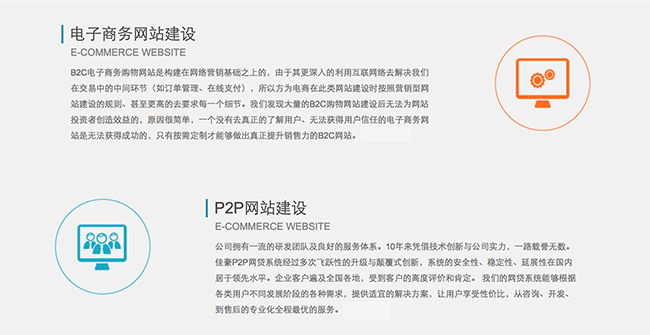 电子商务网站建设
E-COMMERCE WEBSITE
B2C电子商务购物网站是构建在网络营销基础之上的，由于其更深入的利用互联网络去解决我们
在交易中的中间环节（如订单管理、在线支付），所以方为电商在此类网站建设时按照营销型网
站建设的规则、甚至更高的去要求每一个细节。我们发现大量的B2C购物网站建设后无法为网站
投资者创造效益的，原因很简单，一个没有去真正的了解用户、无法获得用户信任的电子商务网
站是无法获得成功的，只有按需定制才能够做出真正提升销售力的B2C网站。
P2P网站建设
E-COMMERCE WEBSITE
公司拥有一流的研发团队及良好的服务体系。10年来凭借技术创新与公司实力，一路载誉无数。
佳豪P2P网贷系统经过多次飞跃性的升级与颠覆式创新，系统的安全性、稳定性、延展性在国内
居于领先水平。企业客户遍及全国各地，受到客户的高度评价和肯定。 我们的网贷系统能够根据
各类用户不同发展阶段的各种需求，提供适宜的解决方案，让用户享受性价比，从咨询、开发、
到售后的专业化全程最优的服务。